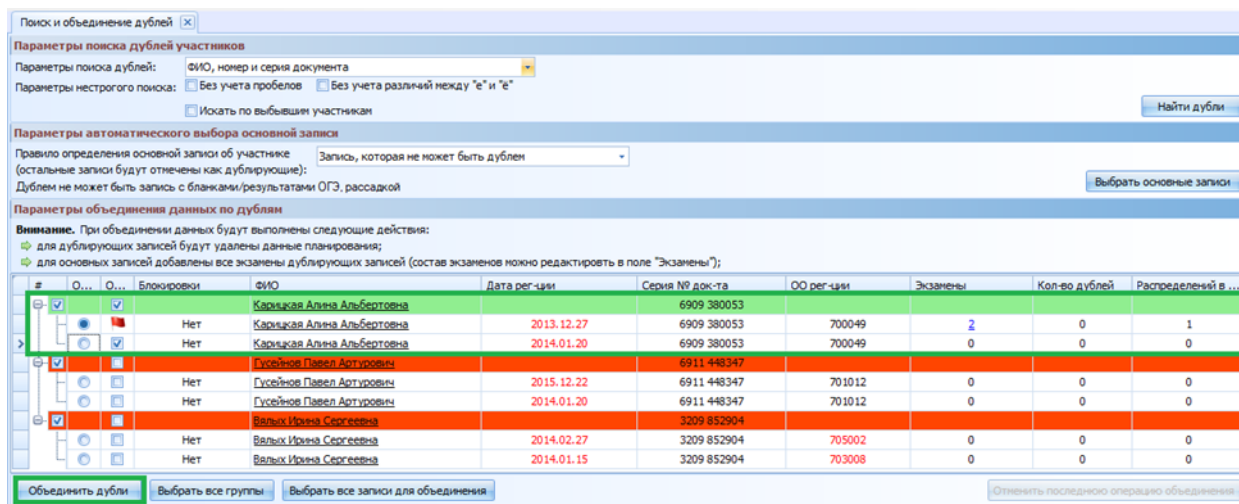 Поиск и объединение дублей
Параметры поиска дублей участников
Параметры поиска дублей: ФИО, номер и серия документа
Параметры нестрогого поиска: Без учета пробелов Без учета различий между "е" и "ё"
Искать по выбывшим участникам Найти дубли
Параметры автоматического выбора основной записи
Правило определения основной записи об участнике
(остальные записи будут отмечены как дублирующие): Запись, которая не может быть дублем
Дублем не может быть запись с бланками/результатами ОГЭ, рассадкой Выбрать основные записи
Параметры объединения данных по дублям
Внимание. При объединении данных будут выполнены следующие действия:
для дублирующих записей будут удалены данные планирования;
для основных записей добавлены все экзамены дублирующих записей (состав экзаменов можно редактировть в поле "Экзамены");
# О... О... Блокировки ФИО Дата рег-ции Серия № док-та ОО рег-ции Экзамены Кол-во дублей Распределений в ...
Карицкая Алина Альбертовна 6909 380053
Нет Карицкая Алина Альбертовна 2013.12.27 6909 380053 700049 2 0 1
Нет Карицкая Алина Альбертовна 2014.01.20 6909 380053 700049 0 0 0
Гусейнов Павел Артурович 6911 448347
Нет Гусейнов Павел Артурович 2015.12.22 6911 448347 701012 0 0 0
Нет Гусейнов Павел Артурович 2014.01.20 6911 448347 701012 0 0 0
Вялых Ирина Сергеевна 3209 852904
Нет Вялых Ирина Сергеевна 2014.02.27 3209 852904 705002 0 0 0
Нет Вялых Ирина Сергеевна 2014.01.15 3209 852904 703008 0 0 0
Объединить дубли Выбрать все группы Выбрать все записи для объединения Отменить последнюю операцию объединения